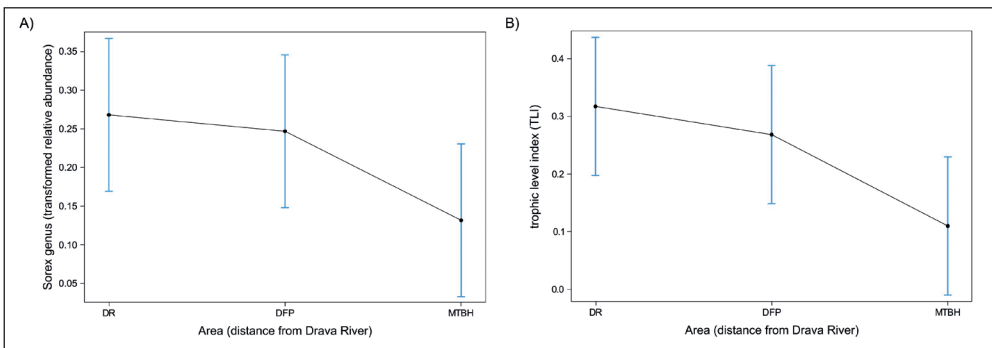 A)
Sorex genus (transformed relative abundance)
0.35
0.30
0.25
0.20
0.15
0.10
0.05
DR
DFP
MTBH
Area (distance from Drava River)
B)
trophic level index (TLI)
0.4
0.3
0.2
0.1
0.0
DR
DFP
MTBH
Area (distance from Drava River)